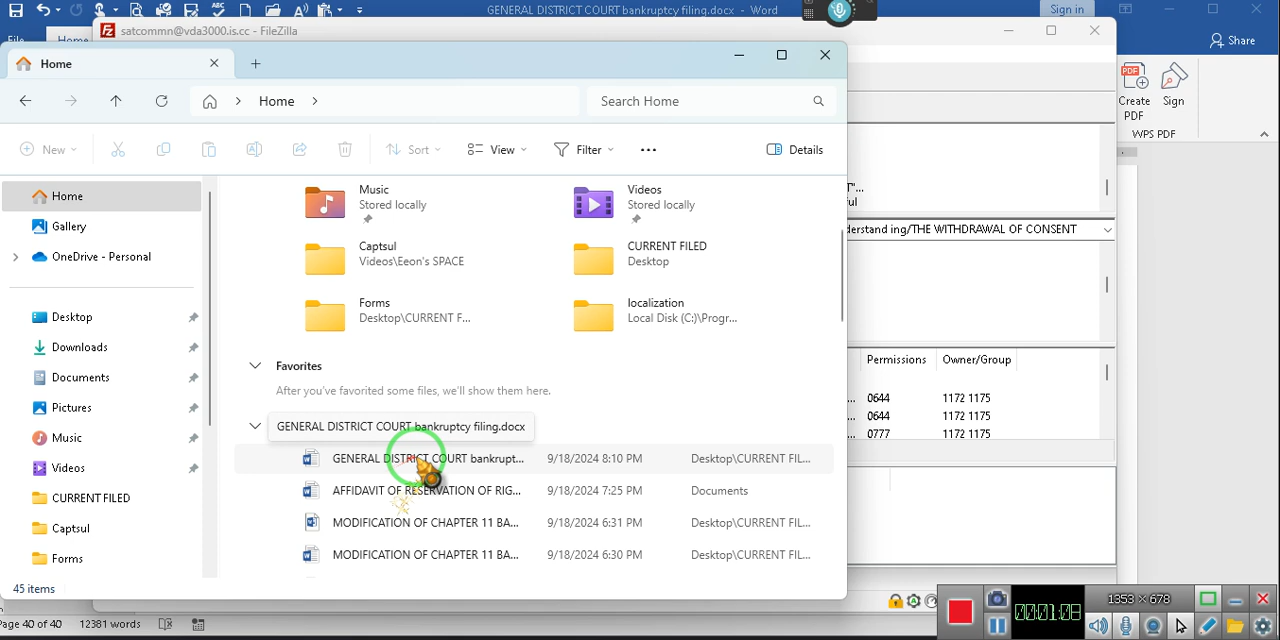 GENERAL DISTRICT COURT bankruptcy filing.docx - Word
Sign in
File
Home
satcommn@vda3000.is.cc - FileZilla
Share
Home
Home
Search Home
Create PDF
Sign
WPS PDF
New
Sort
View
Filter
Details
Home
Gallery
OneDrive - Personal
Desktop
Downloads
Documents
Pictures
Music
Videos
CURRENT FILED
Captsul
Forms
45 items
Music
Stored locally
Videos
Stored locally
Captsul
Videos\Eeon's SPACE
CURRENT FILED
Desktop
Forms
Desktop\CURRENT F...
localization
Local Disk (C:)\Progr...
Favorites
After you've favorited some files, we'll show them here.
GENERAL DISTRICT COURT bankruptcy filing.docx
GENERAL DISTRICT COURT bankrupt... 9/18/2024 8:10 PM Desktop\CURRENT FIL...
AFFIDAVIT OF RESERVATION OF RIG... 9/18/2024 7:25 PM Documents
MODIFICATION OF CHAPTER 11 BA... 9/18/2024 6:31 PM Desktop\CURRENT FIL...
MODIFICATION OF CHAPTER 11 BA... 9/18/2024 6:30 PM Desktop\CURRENT FIL...
T"...
ful
derstand ing/THE WITHDRAWAL OF CONSENT
Permissions Owner/Group
... 0644 1172 1175
... 0644 1172 1175
... 0777 1172 1175
Page 40 of 40 12381 words
1353 × 678
00:01:08